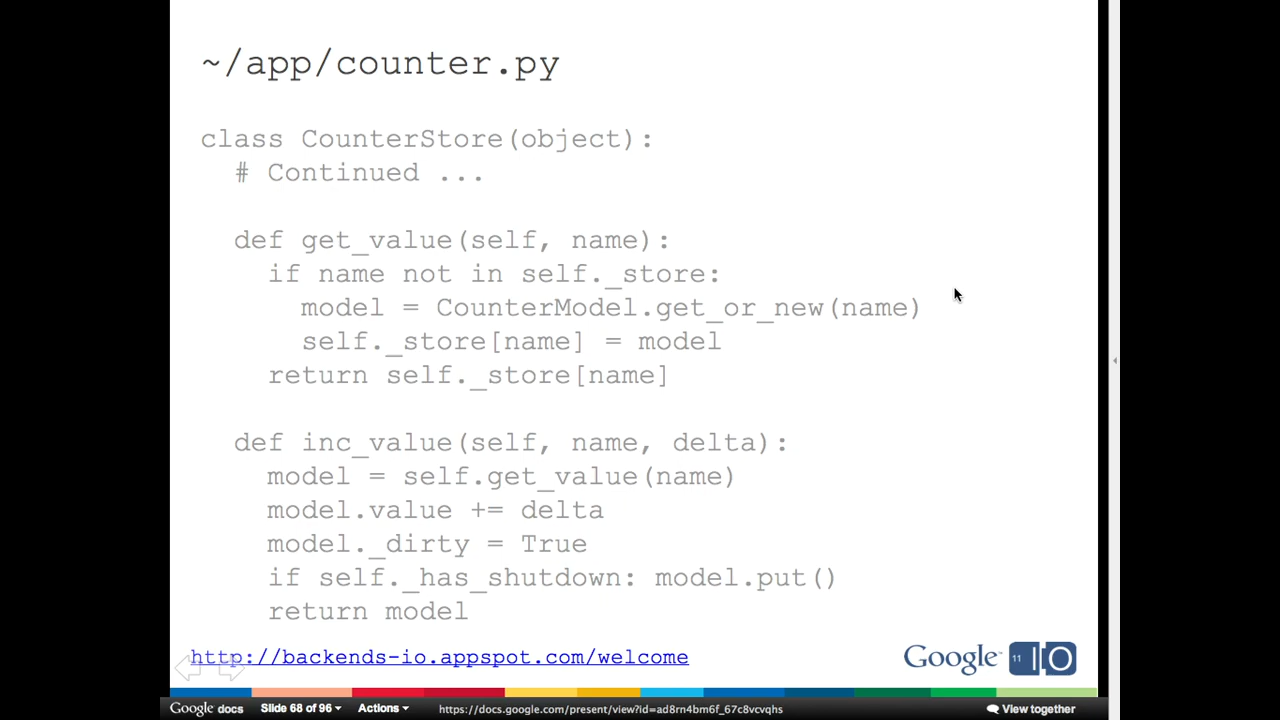 ~/app/counter.py
class CounterStore(object):
# Continued ...
def get_value(self, name):
if name not in self._store:
model = CounterModel.get_or_new(name)
self._store[name] = model
return self._store[name]
def inc_value(self, name, delta):
model = self.get_value(name)
model.value += delta
model._dirty = True
if self._has_shutdown: model.put()
return model
http://backends-io.appspot.com/welcome
Google 11 IO
Google docs Slide 68 of 96 Actions https://docs.google.com/present/view?id=ad8rn4bm6f_67c8vcvqhs View together